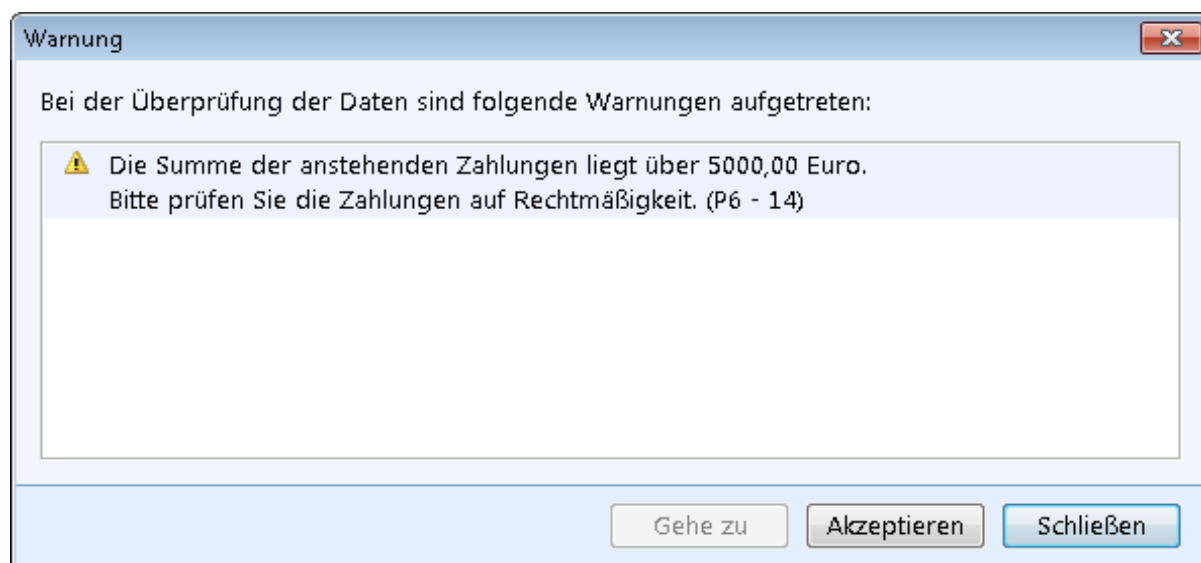 Warnung
Bei der Überprüfung der Daten sind folgende Warnungen aufgetreten:
Die Summe der anstehenden Zahlungen liegt über 5000,00 Euro.
Bitte prüfen Sie die Zahlungen auf Rechtmäßigkeit. (P6 - 14)
Gehe zu
Akzeptieren
Schließen